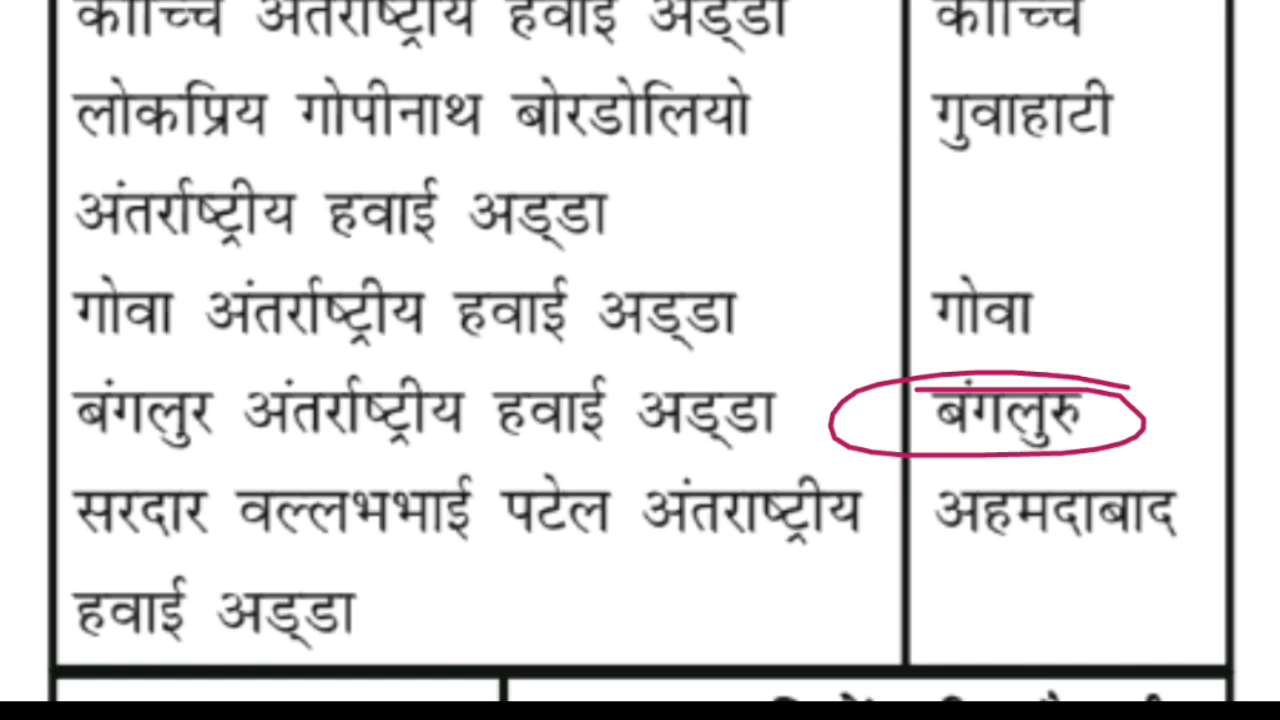 कोच्चि अंतर्राष्ट्रीय हवाई अड्डा कोच्चि
लोकप्रिय गोपीनाथ बोरडोलियो गुवाहाटी
अंतर्राष्ट्रीय हवाई अड्डा
गोवा अंतर्राष्ट्रीय हवाई अड्डा गोवा
बंगलुर अंतर्राष्ट्रीय हवाई अड्डा बंगलुरु
सरदार वल्लभभाई पटेल अंतराष्ट्रीय अहमदाबाद
हवाई अड्डा